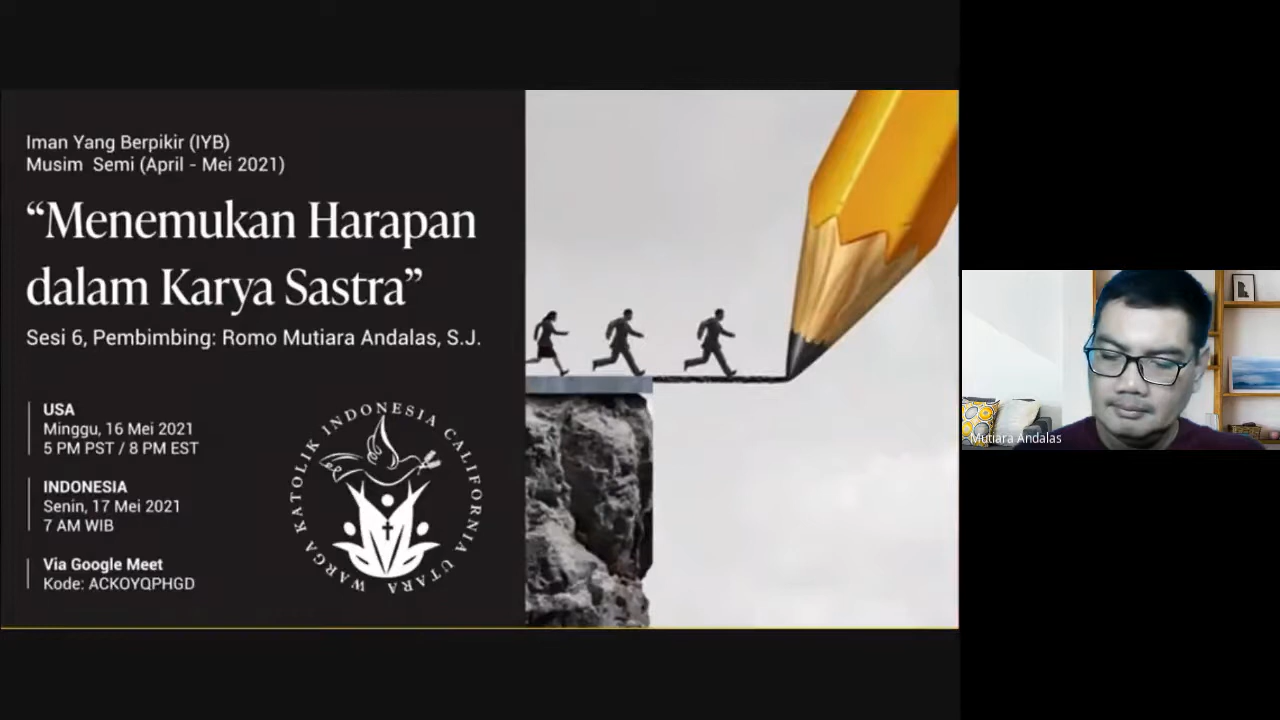 Iman Yang Berpikir (IYB)
Musim Semi (April - Mei 2021)
“Menemukan Harapan
dalam Karya Sastra”
Sesi 6, Pembimbing: Romo Mutiara Andalas, S.J.
USA
Minggu, 16 Mei 2021
5 PM PST / 8 PM EST
INDONESIA
Senin, 17 Mei 2021
7 AM WIB
Via Google Meet
Kode: ACKOYQPHGD
WARGA KATOLIK INDONESIA CALIFORNIA UTARA
Mutiara Andalas